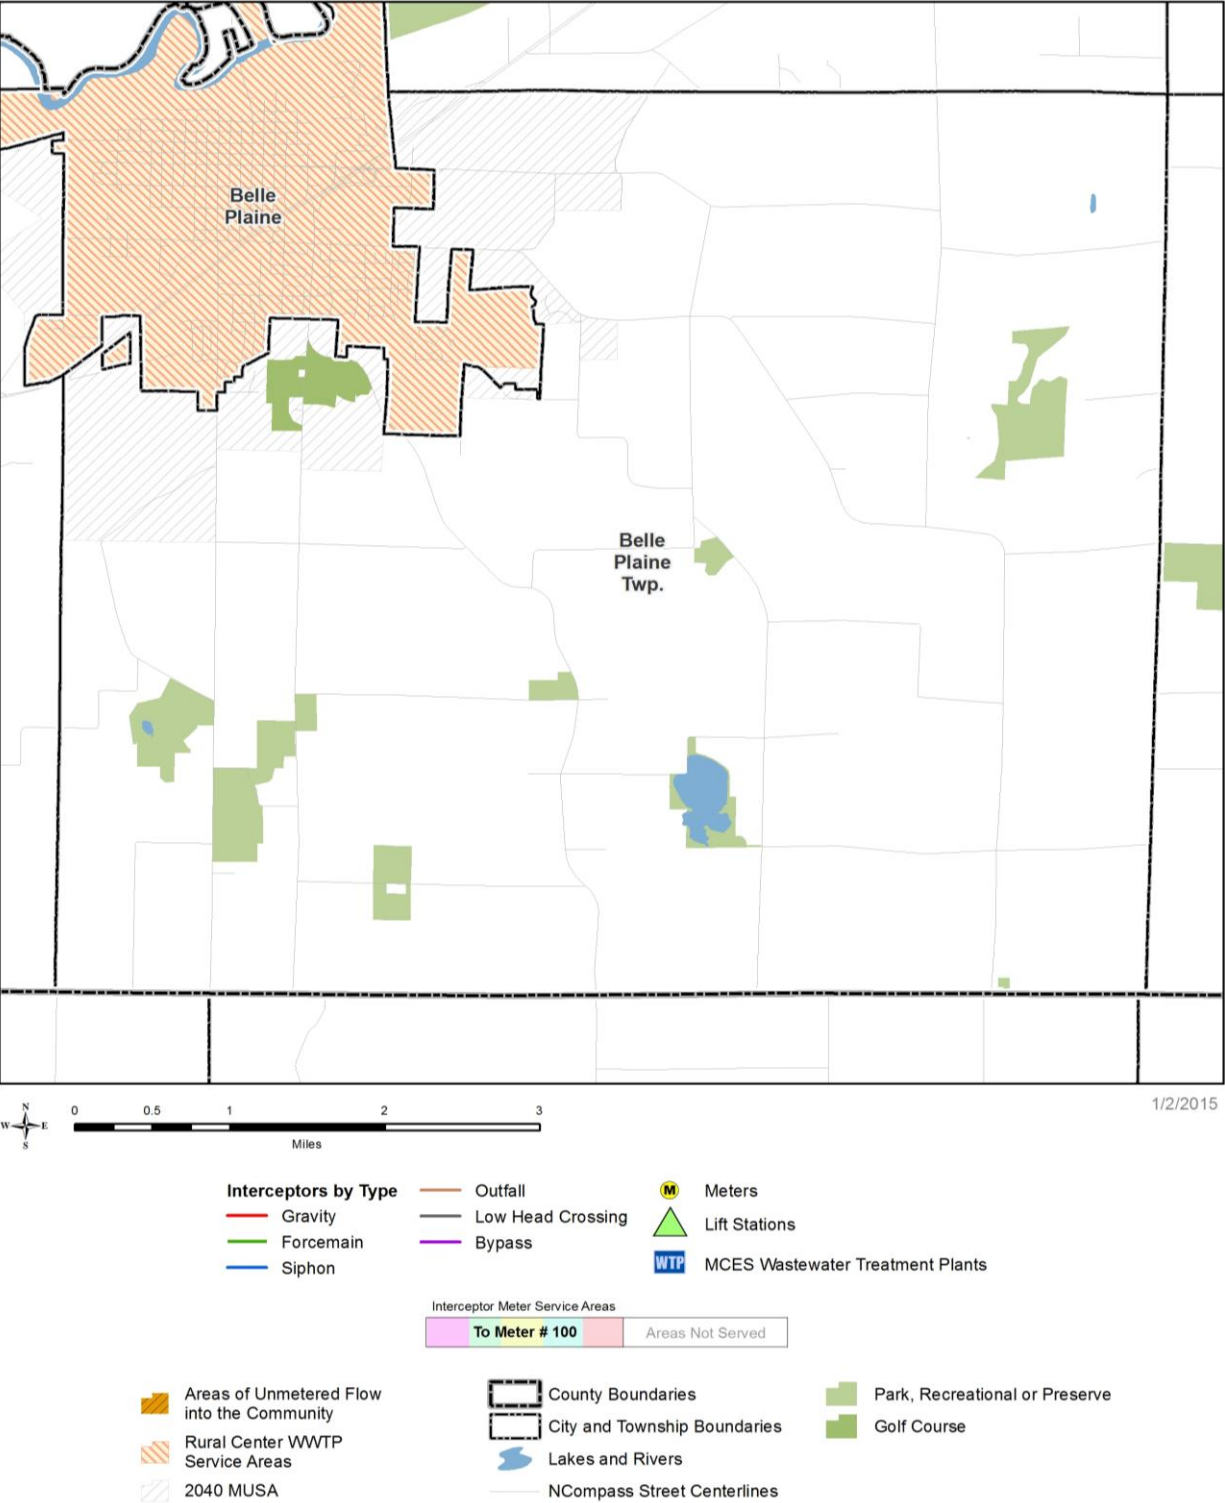 Belle
Plaine
Belle
Plaine
Twp.
1/2/2015
N
W E
S
0 0.5 1 2 3
Miles
Interceptors by Type
Gravity
Forcemain
Siphon
Outfall
Low Head Crossing
Bypass
M Meters
Lift Stations
WTP MCES Wastewater Treatment Plants
Interceptor Meter Service Areas
To Meter # 100 Areas Not Served
Areas of Unmetered Flow
into the Community
Rural Center WWTP
Service Areas
2040 MUSA
County Boundaries
City and Township Boundaries
Lakes and Rivers
NCompass Street Centerlines
Park, Recreational or Preserve
Golf Course